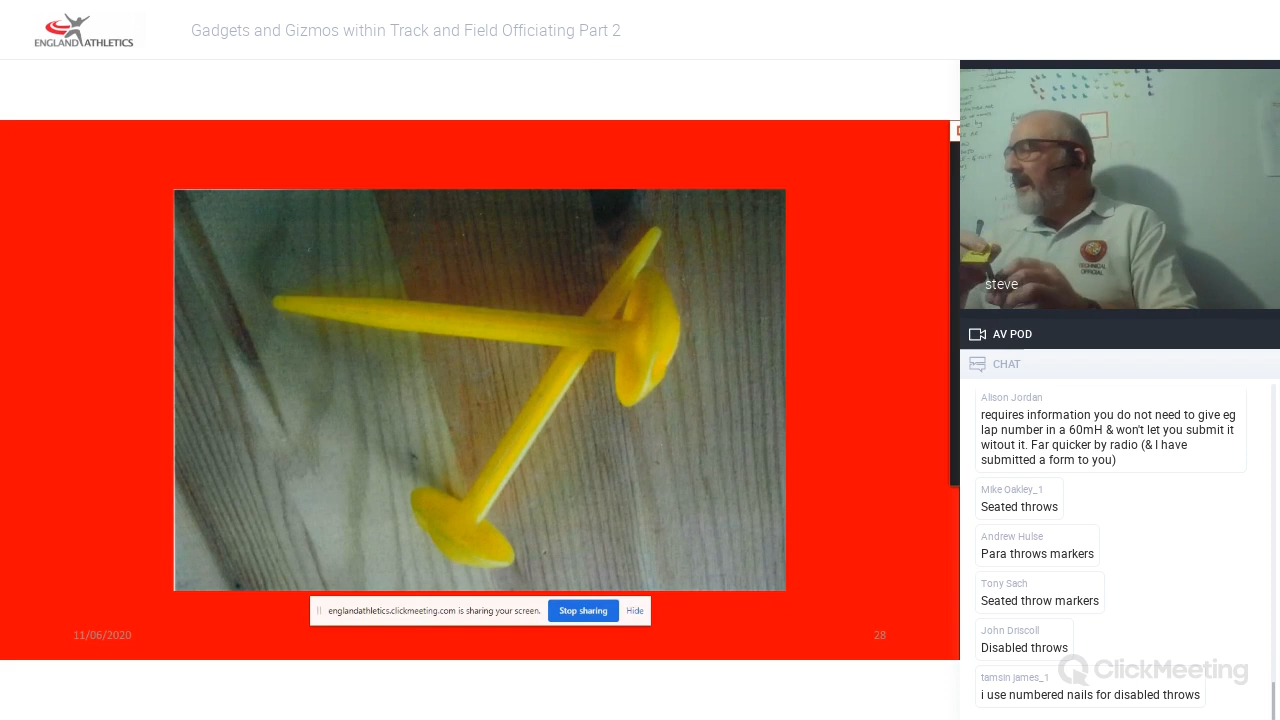 ENGLAND ATHLETICS
Gadgets and Gizmos within Track and Field Officiating Part 2
TECHNICAL
OFFICIAL
steve
AV POD
CHAT
Alison Jordan
requires information you do not need to give eg
lap number in a 60mH & won't let you submit it
witout it. Far quicker by radio (& I have
submitted a form to you)
Mike Oakley_1
Seated throws
Andrew Hulse
Para throws markers
Tony Sach
Seated throw markers
John Driscoll
Disabled throws
tamsin james_1
i use numbered nails for disabled throws
ClickMeeting
englandathletics.clickmeeting.com is sharing your screen.
Stop sharing
Hide
11/06/2020
28